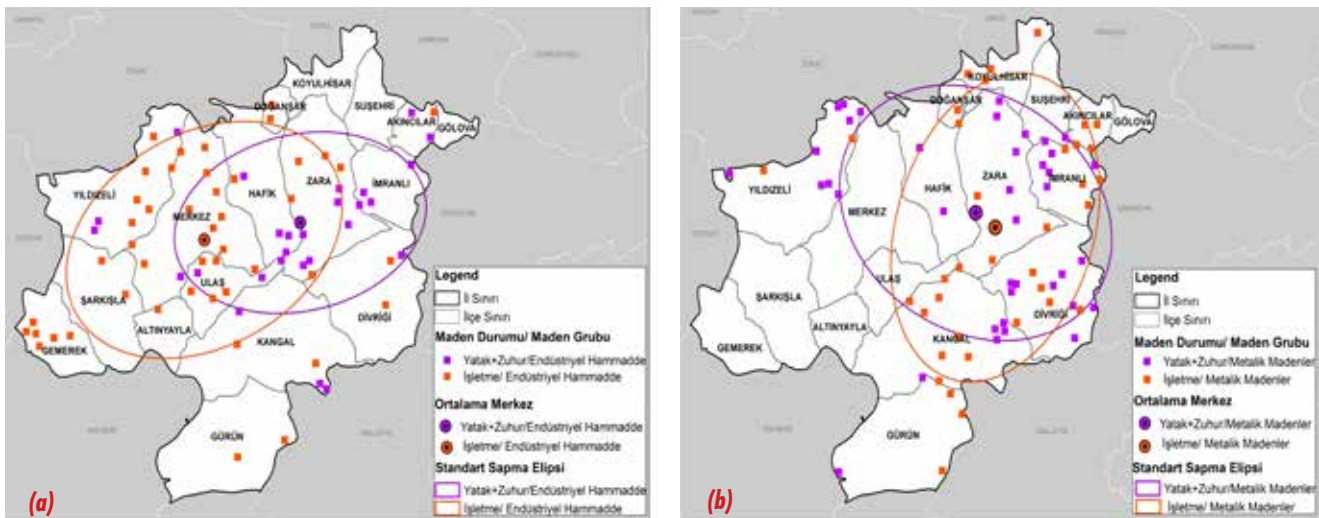 KOYULHİSAR
DOĞANŞAR
SUŞEHRİ
AKINCILAR
GÖLOVA
YILDIZELİ
HAFİK
ZARA
İMRANLI
MERKEZ
ULAŞ
ŞARKIŞLA
ALTINYAYLA
KANGAL
DİVRİĞİ
GEMEREK
GÜRÜN
Legend
İl Sınırı
İlçe Sınırı
Maden Durumu/ Maden Grubu
Yatak+Zuhur/Endüstriyel Hammadde
İşletme/ Endüstriyel Hammadde
Ortalama Merkez
Yatak+Zuhur/Endüstriyel Hammadde
İşletme/ Endüstriyel Hammadde
Standart Sapma Elipsi
Yatak+Zuhur/Endüstriyel Hammadde
İşletme/ Endüstriyel Hammadde
(a)
KOYULHİSAR
DOĞANŞAR
SUŞEHRİ
AKINCILAR
GÖLOVA
YILDIZELİ
HAFİK
ZARA
İMRANLI
MERKEZ
ULAŞ
ŞARKIŞLA
ALTINYAYLA
KANGAL
DİVRİĞİ
GEMEREK
GÜRÜN
Legend
İl Sınırı
İlçe Sınırı
Maden Durumu/ Maden Grubu
Yatak+Zuhur/Metalik Madenler
İşletme/ Metalik Madenler
Ortalama Merkez
Yatak+Zuhur/Metalik Madenler
İşletme/ Metalik Madenler
Standart Sapma Elipsi
Yatak+Zuhur/Metalik Madenler
İşletme/ Metalik Madenler
(b)